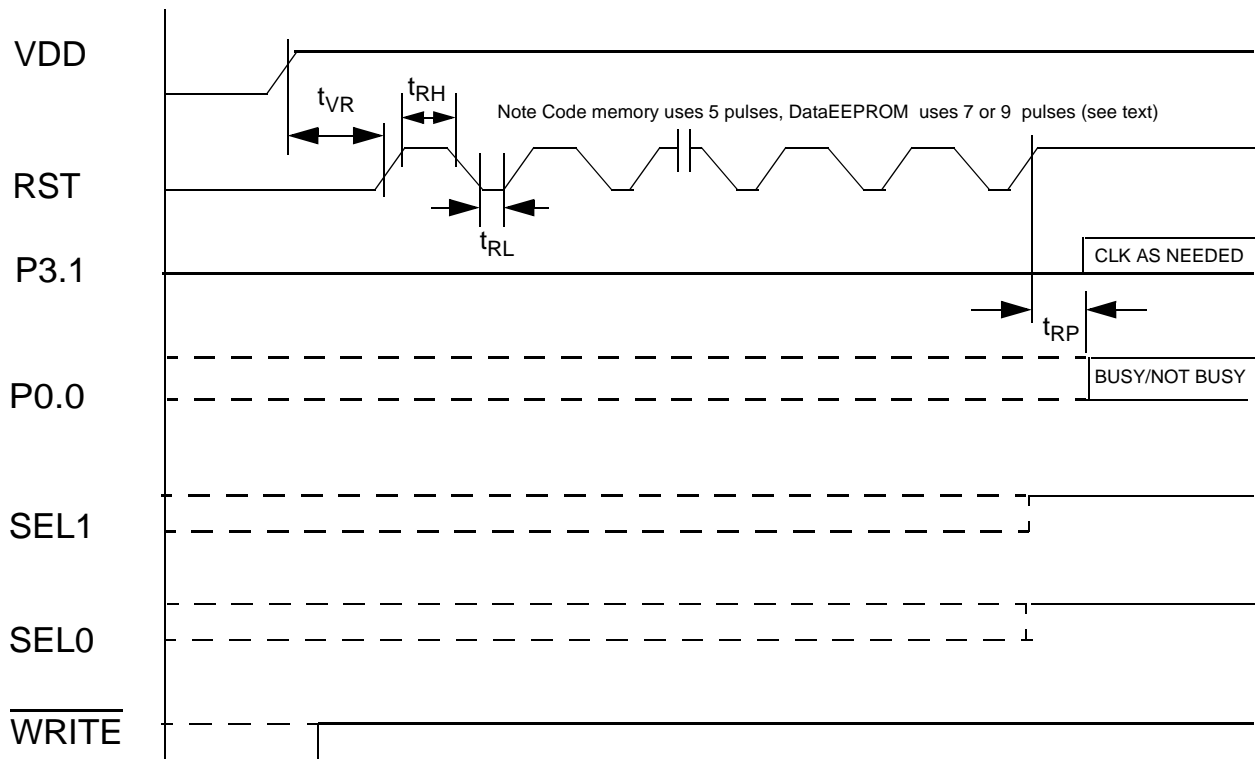 VDD
tVR
tRH
Note Code memory uses 5 pulses, DataEEPROM uses 7 or 9 pulses (see text)
RST
tRL
P3.1
CLK AS NEEDED
tRP
P0.0
BUSY/NOT BUSY
SEL1
SEL0
WRITE